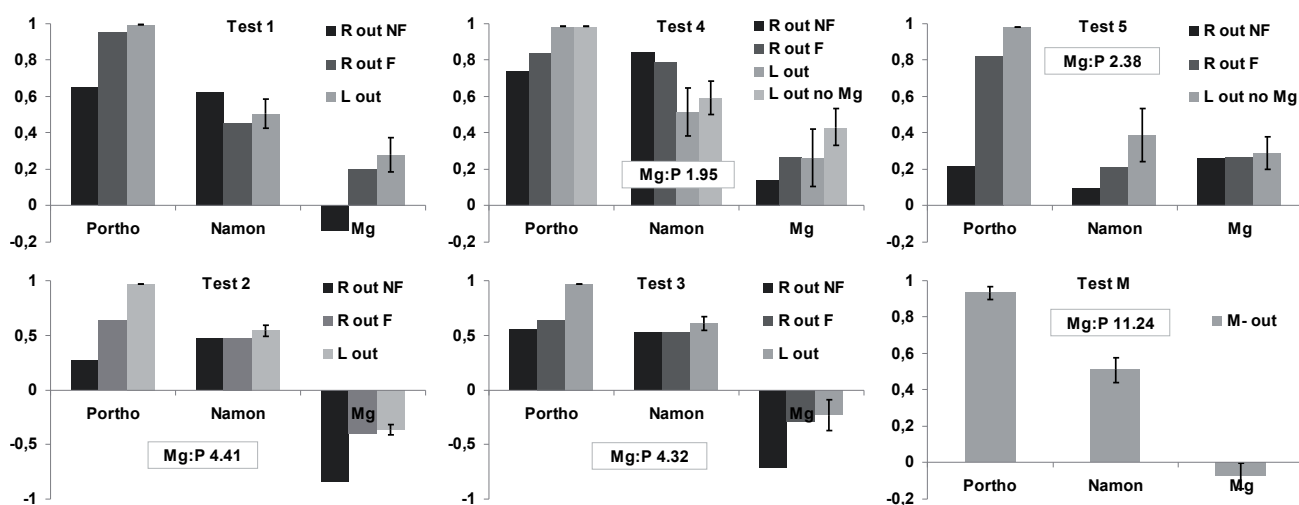 Test 1
R out NF
R out F
L out
1
0,8
0,6
0,4
0,2
0
-0,2
Portho Namon Mg
Test 4
R out NF
R out F
L out
L out no Mg
1
0,8
0,6
0,4
0,2
0
-0,2
Mg:P 1.95
Portho Namon Mg
Test 5
R out NF
R out F
L out no Mg
Mg:P 2.38
1
0,8
0,6
0,4
0,2
0
-0,2
Portho Namon Mg
Test 2
R out NF
R out F
L out
1
0,5
0
-0,5
-1
Portho Namon Mg
Mg:P 4.41
Test 3
R out NF
R out F
L out
1
0,5
0
-0,5
-1
Portho Namon Mg
Mg:P 4.32
Test M
Mg:P 11.24
M- out
1
0,8
0,6
0,4
0,2
0
-0,2
Portho Namon Mg